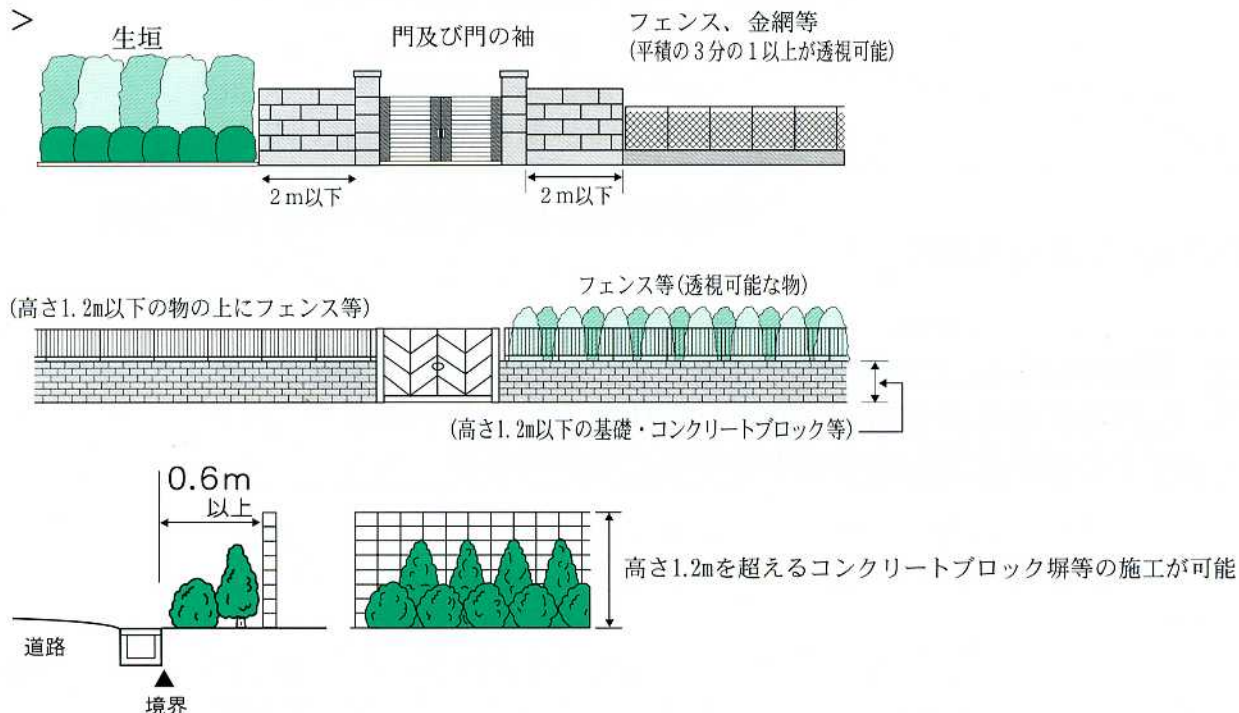 >
生垣
門及び門の袖
フェンス、金網等
(平積の3分の1以上が透視可能)
2m以下
2m以下
(高さ1.2m以下の物の上にフェンス等)
フェンス等(透視可能な物)
(高さ1.2m以下の基礎・コンクリートブロック等)
0.6m
以上
高さ1.2mを超えるコンクリートブロック塀等の施工が可能
道路
境界